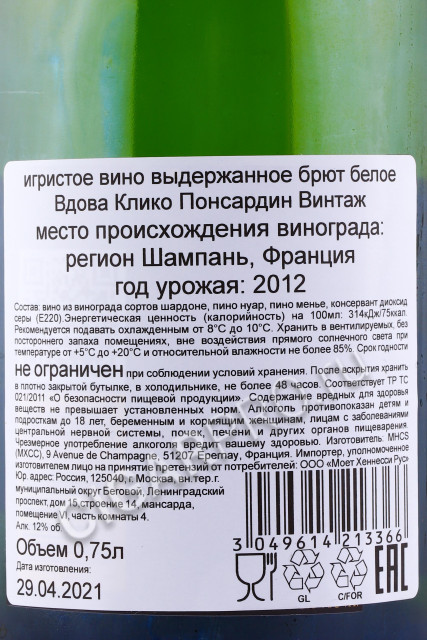 игристое вино выдержанное брют белое
Вдова Клико Понсардин Винтаж
место происхождения винограда:
регион Шампань, Франция
год урожая: 2012
Состав: вино из винограда сортов шардоне, пино нуар, пино менье, консервант диоксид
серы (Е220).Энергетическая ценность (калорийность) на 100мл: 314кДж/75ккал.
Рекомендуется подавать охлажденным от 8°С до 10°С. Хранить в вентилируемых, без
постороннего запаха помещениях, вне воздействия прямого солнечного света при
температуре от +5°С до +20°С и относительной влажности не более 85%. Срок годности
не ограничен при соблюдении условий хранения. После вскрытия хранить
в плотно закрытой бутылке, в холодильнике, не более 24 часов. Соответствует ТР ТС
021/2011 «О безопасности пищевой продукции». Содержание вредных для здоровья
веществ не превышает установленных норм. Алкоголь противопоказан детям и
подросткам до 18 лет, беременным и кормящим женщинам, лицам с заболеваниями
центральной нервной системы, почек, печени и других органов пищеварения.
Чрезмерное употребление алкоголя вредит вашему здоровью. Изготовитель: MHCS
(МХСС), 9 Avenue de Champagne, 51207 Epernay, Франция. Импортер, уполномоченное
изготовителем лицо на принятие претензий от потребителей: ООО «Моет Хеннесси Рус»
Юр. адрес: Россия, 125040, г. Москва, вн.тер.г.
муниципальный округ Беговой, Ленинградский
проспект, дом 15, строение 14, мансарда,
помещение VI, часть комнаты 4.
Алк. 12% об.
Объем 0,75л
Дата изготовления:
29.04.2021
3 049614 213366
EAC
GL
C/FOR